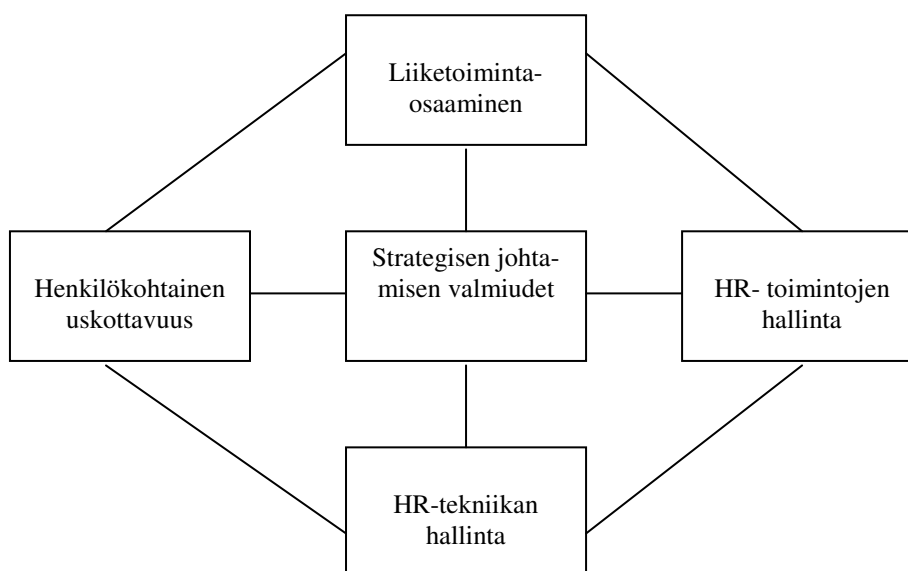 Liiketoiminta-
osaaminen
Henkilökohtainen
uskottavuus
Strategisen johta-
misen valmiudet
HR- toimintojen
hallinta
HR-tekniikan
hallinta